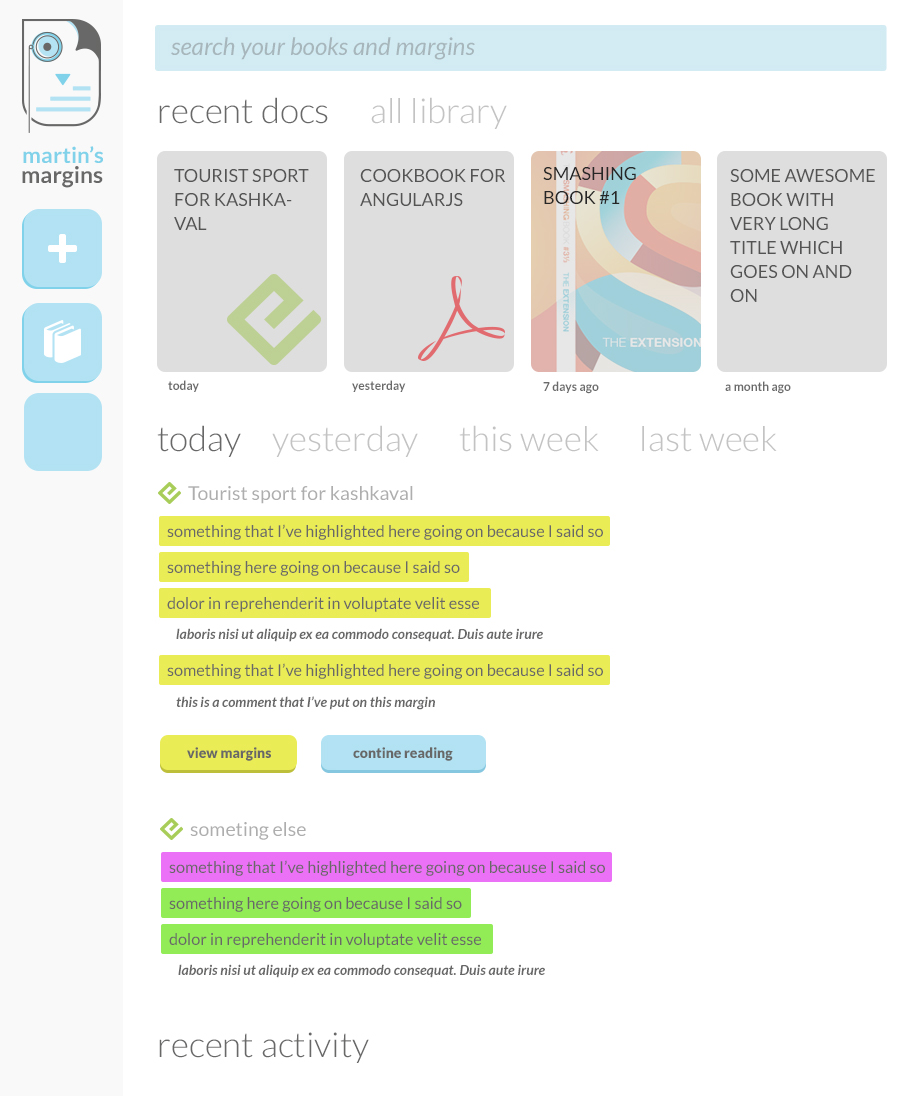 martin's
margins
search your books and margins
recent docs
all library
TOURIST SPORT
FOR KASHKA-
VAL
today
COOKBOOK FOR
ANGULARJS
yesterday
SMASHING
BOOK #1
THE EXTENSION
THE EXTENSION
7 days ago
SOME AWESOME
BOOK WITH
VERY LONG
TITLE WHICH
GOES ON AND
ON
a month ago
today
yesterday
this week
last week
Tourist sport for kashkaval
something that I've highlighted here going on because I said so
something here going on because I said so
dolor in reprehenderit in voluptate velit esse
laboris nisi ut aliquip ex ea commodo consequat. Duis aute irure
something that I've highlighted here going on because I said so
this is a comment that I've put on this margin
view margins
contine reading
someting else
something that I've highlighted here going on because I said so
something here going on because I said so
dolor in reprehenderit in voluptate velit esse
laboris nisi ut aliquip ex ea commodo consequat. Duis aute irure
recent activity